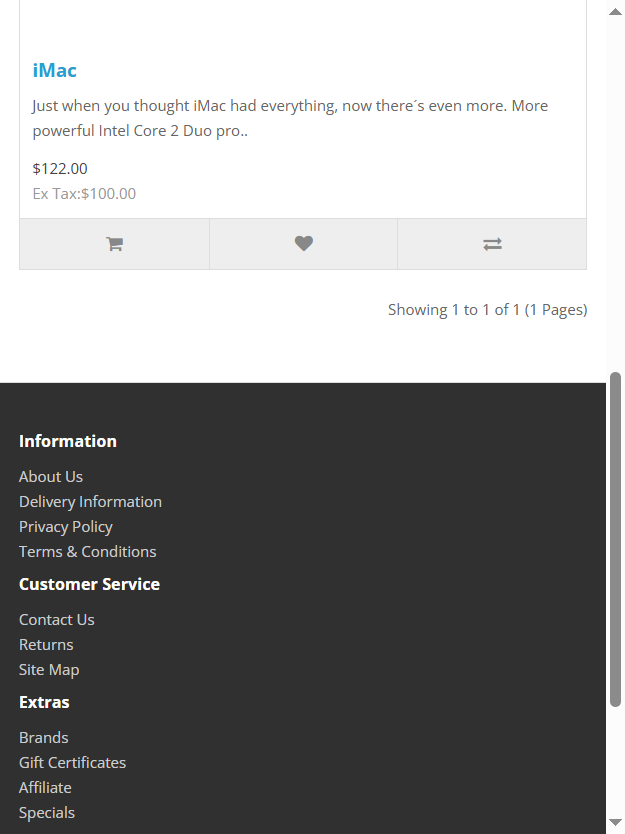 iMac
Just when you thought iMac had everything, now there´s even more. More
powerful Intel Core 2 Duo pro..
$122.00
Ex Tax:$100.00
Showing 1 to 1 of 1 (1 Pages)
Information
About Us
Delivery Information
Privacy Policy
Terms & Conditions
Customer Service
Contact Us
Returns
Site Map
Extras
Brands
Gift Certificates
Affiliate
Specials